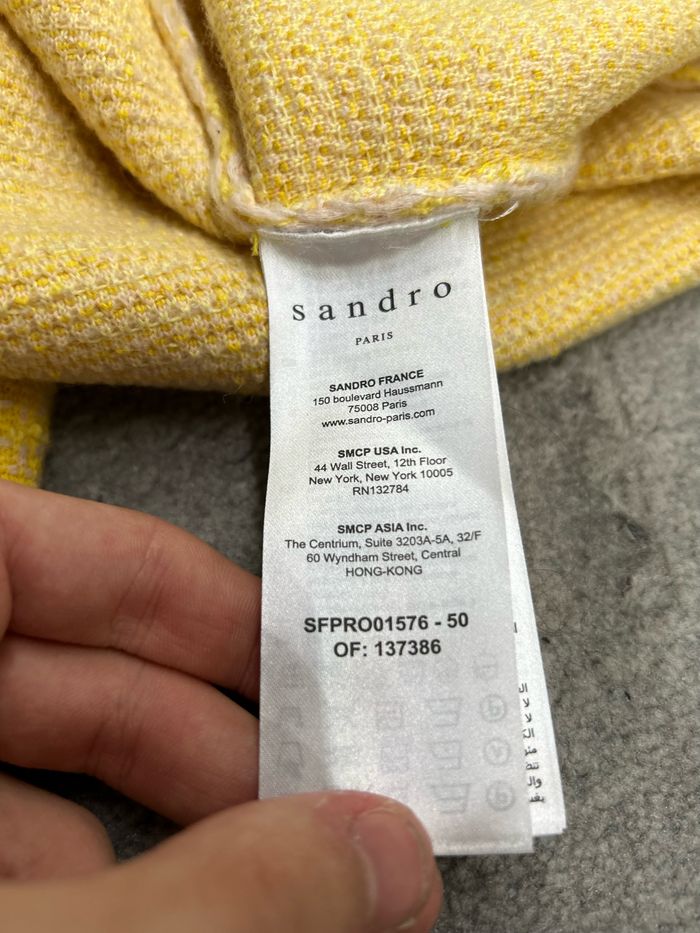 sandro
PARIS
SANDRO FRANCE
150 boulevard Haussmann
75008 Paris
www.sandro-paris.com
SMCP USA Inc.
44 Wall Street, 12th Floor
New York, New York 10005
RN132784
SMCP ASIA Inc.
The Centrium, Suite 3203A-5A, 32/F
60 Wyndham Street, Central
HONG-KONG
SFPRO01576 - 50
OF: 137386